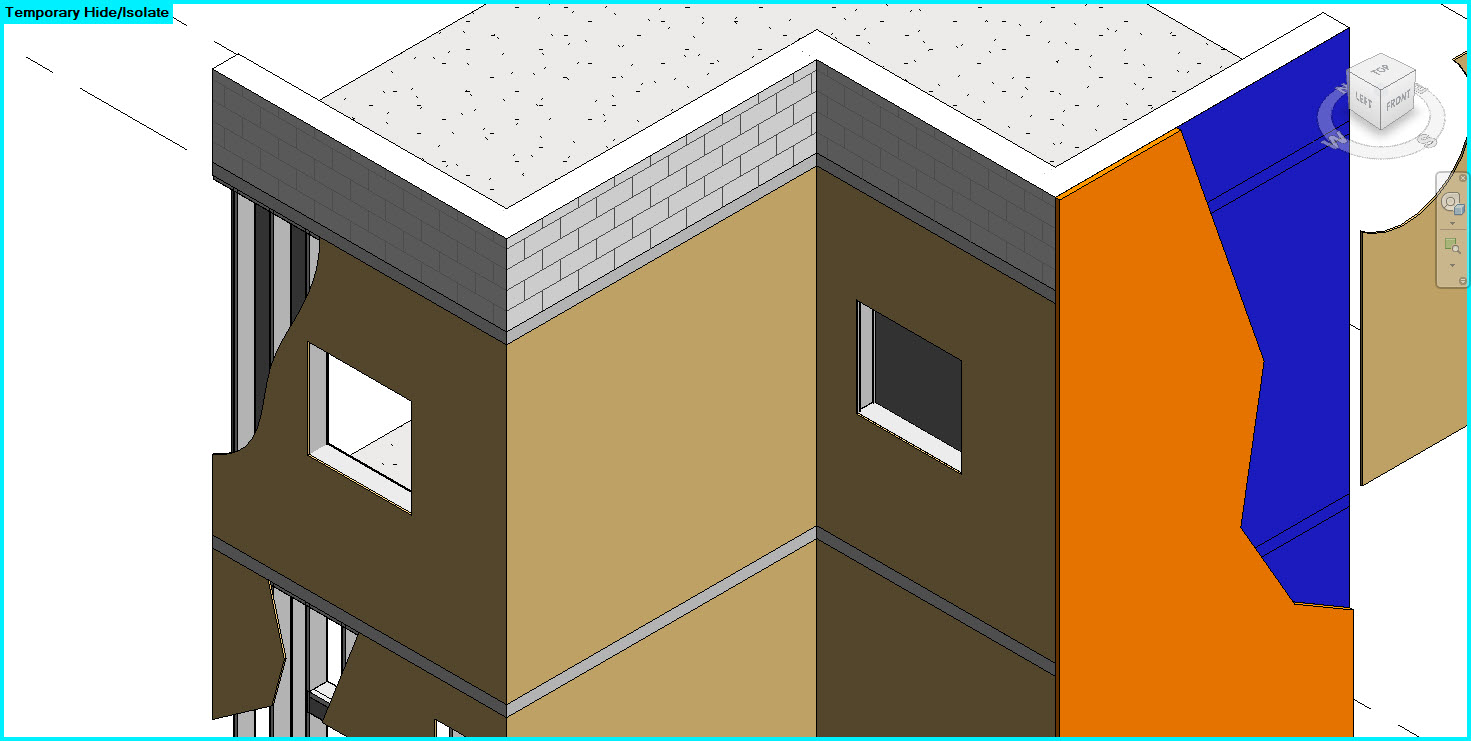 Temporary Hide/Isolate
TOP
LEFT
FRONT
W
S